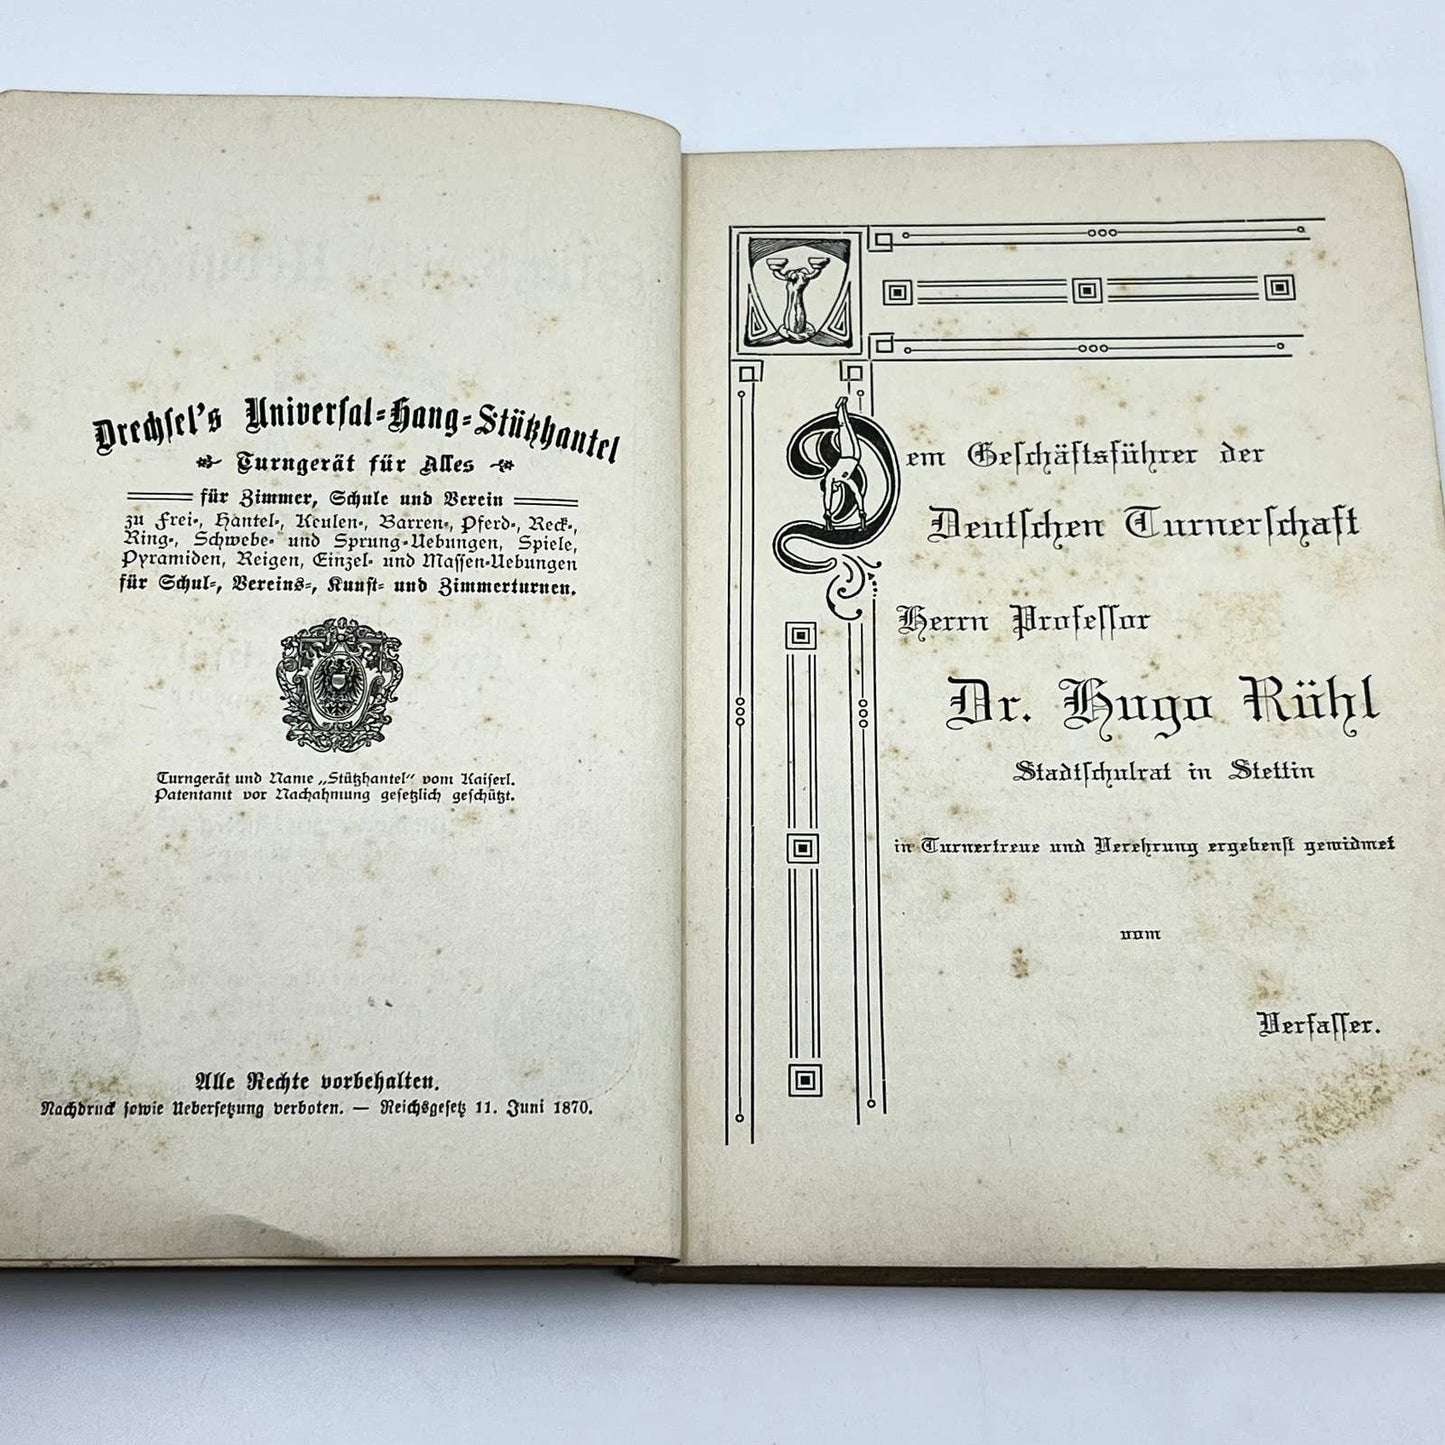 Drechsel's Universal-Hang-Stützhantel
Turngerät für Alles
für Zimmer, Schule und Verein
zu Frei-, Hantel-, Keulen-, Barren-, Pferd-, Reck-,
Ring-, Schwebe- und Sprung-Uebungen, Spiele,
Pyramiden, Reigen, Einzel- und Massen-Uebungen
für Schul-, Vereins-, Kunst- und Zimmerturnen.
Turngerät und Name „Stützhantel“ vom Kaiserl.
Patentamt vor Nachahmung gesetzlich geschützt.
Alle Rechte vorbehalten.
Nachdruck sowie Uebersetzung verboten. — Reichsgesetz 11. Juni 1870.
Dem Geschäftsführer der
Deutschen Turnerschaft
Herrn Professor
Dr. Hugo Rühl
Stadtschulrat in Stettin
in Turnertreue und Verehrung ergebenst gewidmet
vom
Verfasser.